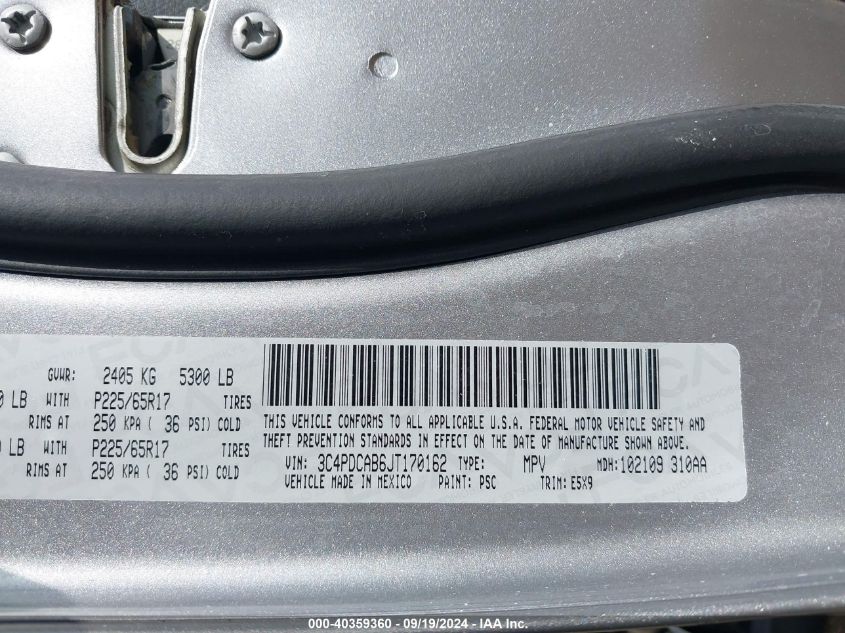 GVWR: 2405 KG 5300 LB
0 LB WITH P225/65R17 TIRES
RIMS AT 250 KPA ( 36 PSI) COLD
0 LB WITH P225/65R17 TIRES
RIMS AT 250 KPA ( 36 PSI) COLD
THIS VEHICLE CONFORMS TO ALL APPLICABLE U.S.A. FEDERAL MOTOR VEHICLE SAFETY AND
THEFT PREVENTION STANDARDS IN EFFECT ON THE DATE OF MANUFACTURE SHOWN ABOVE.
VIN: 3C4PDCAB6JT170162 TYPE: MPV MDH:102109 310AA
VEHICLE MADE IN MEXICO PAINT: PSC TRIM: E5X9
000-40359360 - 09/19/2024 - IAA Inc.